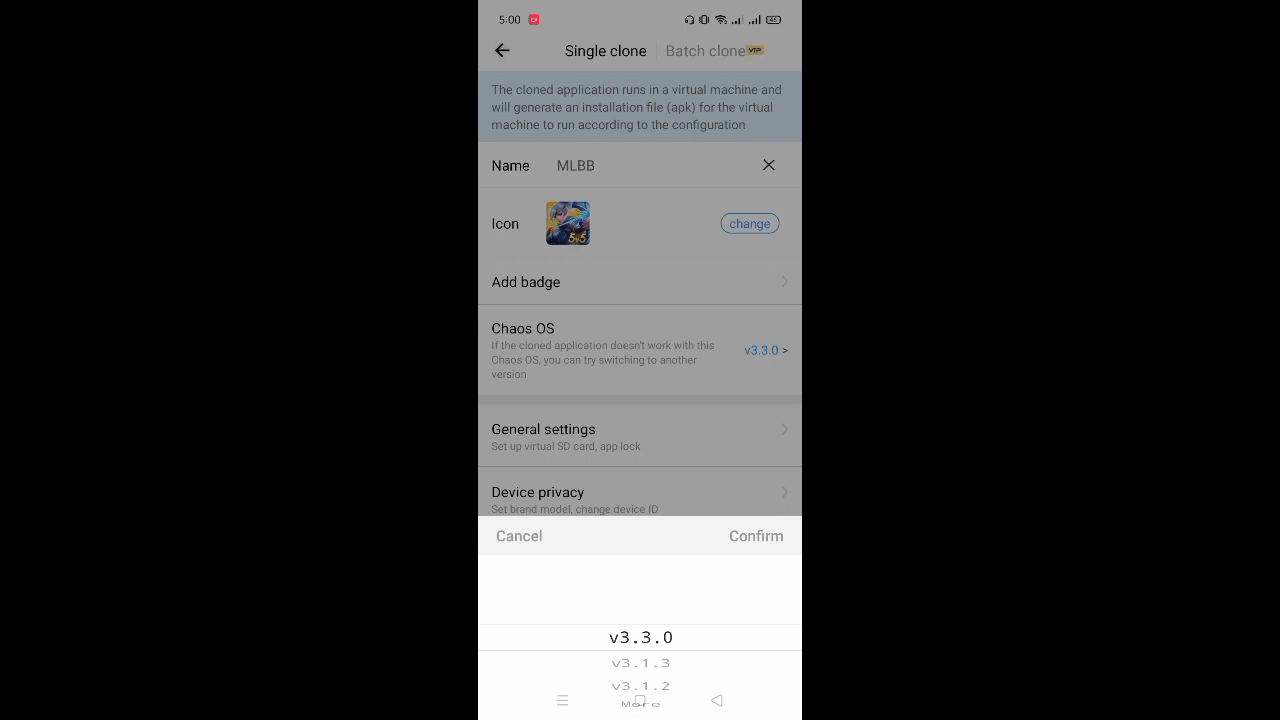 5:00
46
Single clone
Batch clone VIP
The cloned application runs in a virtual machine and
will generate an installation file (apk) for the virtual
machine to run according to the configuration
Name MLBB
Icon 5v5 change
Add badge
Chaos OS
If the cloned application doesn't work with this
Chaos OS, you can try switching to another
version
v3.3.0 >
General settings
Set up virtual SD card, app lock
Device privacy
Set brand model, change device ID
Cancel Confirm
v3.3.0
v3.1.3
v3.1.2
More